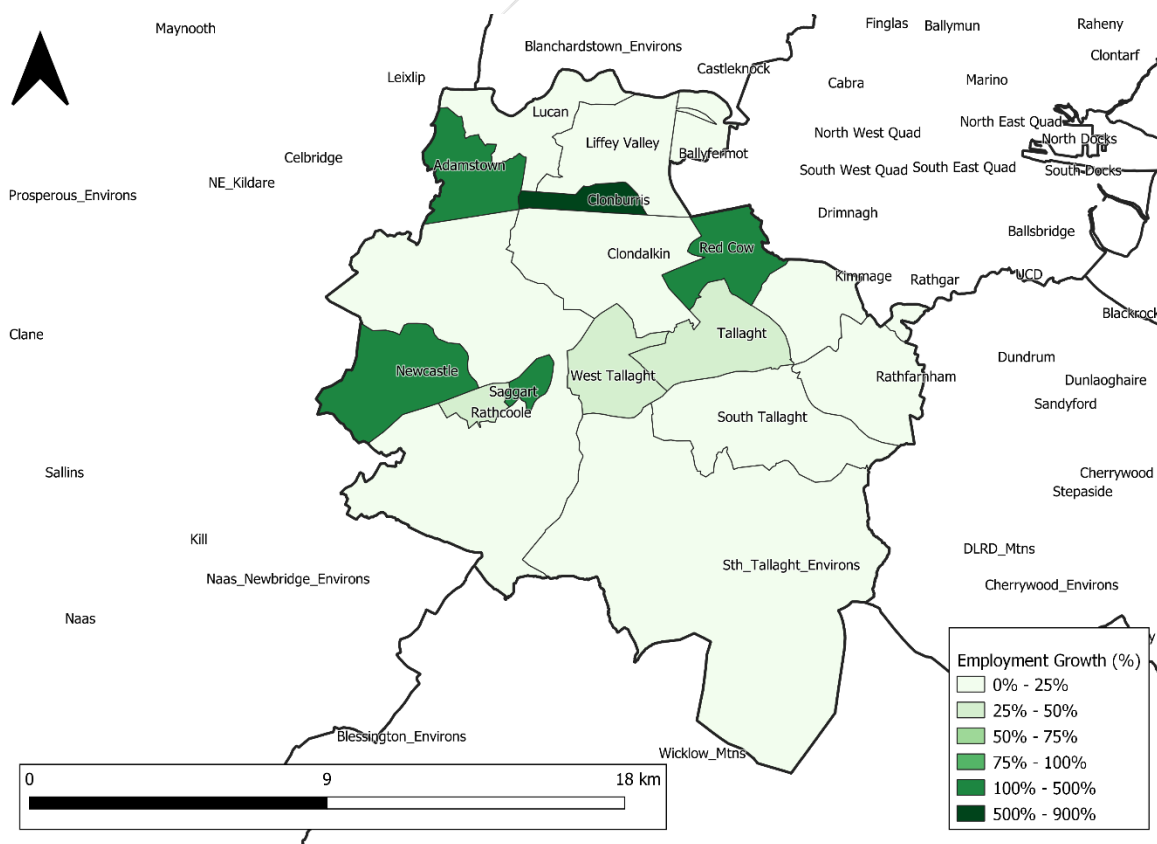 Maynooth
Finglas
Ballymun
Raheny
Blanchardstown_Environs
Clontarf
Leixlip
Castleknock
Cabra
Marino
Lucan
North East Quad
Liffey Valley
North West Quad
North Docks
Celbridge
Ballyfermot
Adamstown
South West Quad
South East Quad
South Docks
NE_Kildare
Prosperous_Environs
Clonburris
Drimnagh
Ballsbridge
Clondalkin
Red Cow
Kimmage
Rathgar
UCD
Blackrock
Clane
Tallaght
Dundrum
Newcastle
West Tallaght
Rathfarnham
Dunlaoghaire
Saggart
Rathcoole
Sandyford
South Tallaght
Sallins
Cherrywood
Stepaside
Kill
DLRD_Mtns
Sth_Tallaght_Environs
Naas_Newbridge_Environs
Cherrywood_Environs
Naas
Employment Growth (%)
0% - 25%
25% - 50%
50% - 75%
75% - 100%
100% - 500%
500% - 900%
Blessington_Environs
Wicklow_Mtns
0 9 18 km